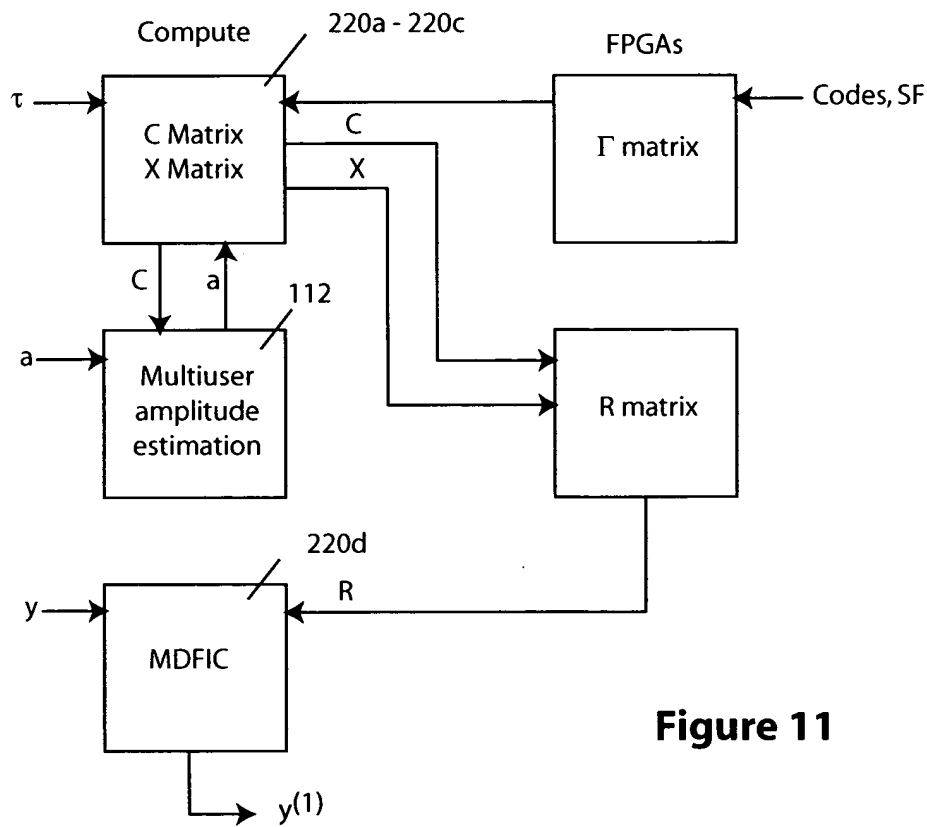 Compute
220a - 220c
FPGAs
τ
C Matrix
X Matrix
Γ matrix
Codes, SF
C
X
C
a
112
a
Multiuser
amplitude
estimation
R matrix
220d
R
y
MDFIC
y(1)
Figure 11